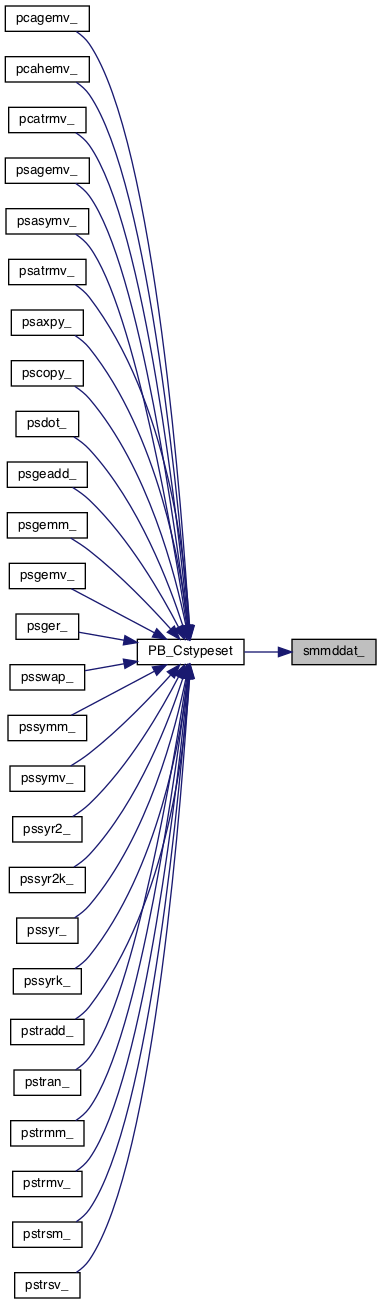 pcagemv_
pcahemv_
pcatrmv_
psagemv_
psasymv_
psatrmv_
psaxpy_
pscopy_
psdot_
psgeadd_
psgemm_
psgemv_
psger_
PB_Cstypeset
smmddat_
psswap_
pssymm_
pssymv_
pssyr2_
pssyr2k_
pssyr_
pssyrk_
pstradd_
pstran_
pstrmm_
pstrmv_
pstrsm_
pstrsv_